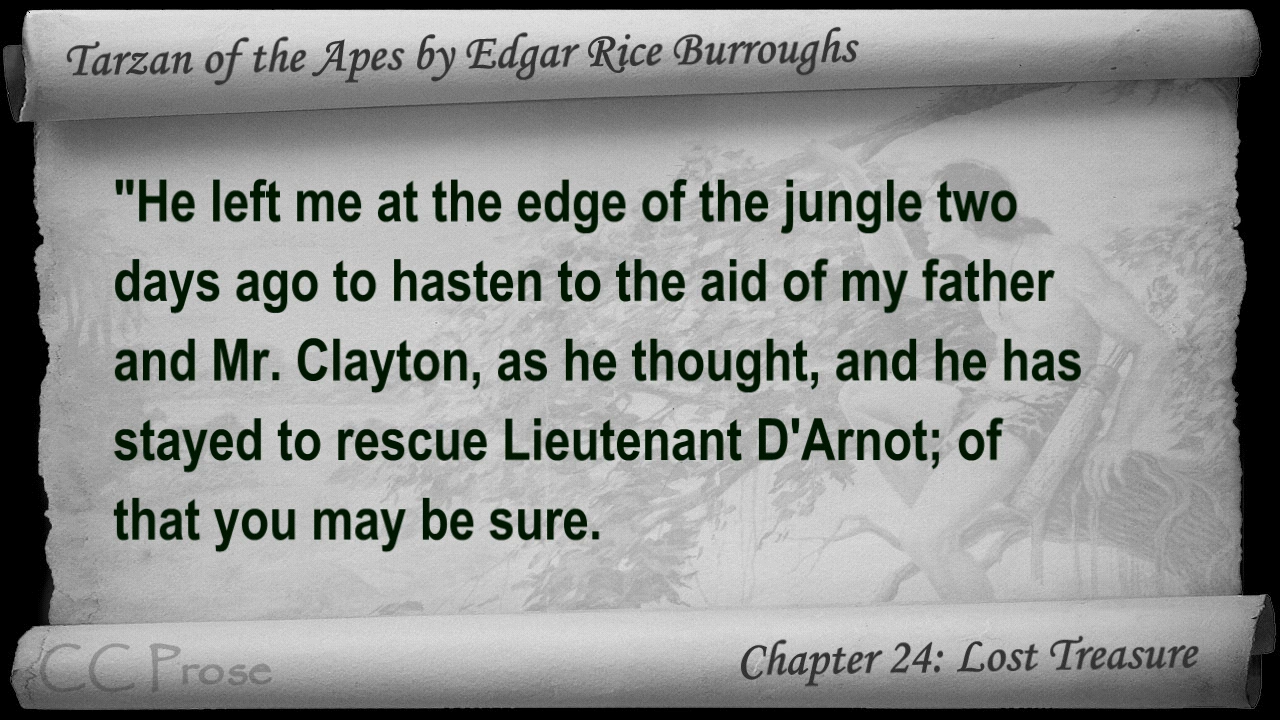 Tarzan of the Apes by Edgar Rice Burroughs
"He left me at the edge of the jungle two
days ago to hasten to the aid of my father
and Mr. Clayton, as he thought, and he has
stayed to rescue Lieutenant D'Arnot; of
that you may be sure.
CC Prose
Chapter 24: Lost Treasure